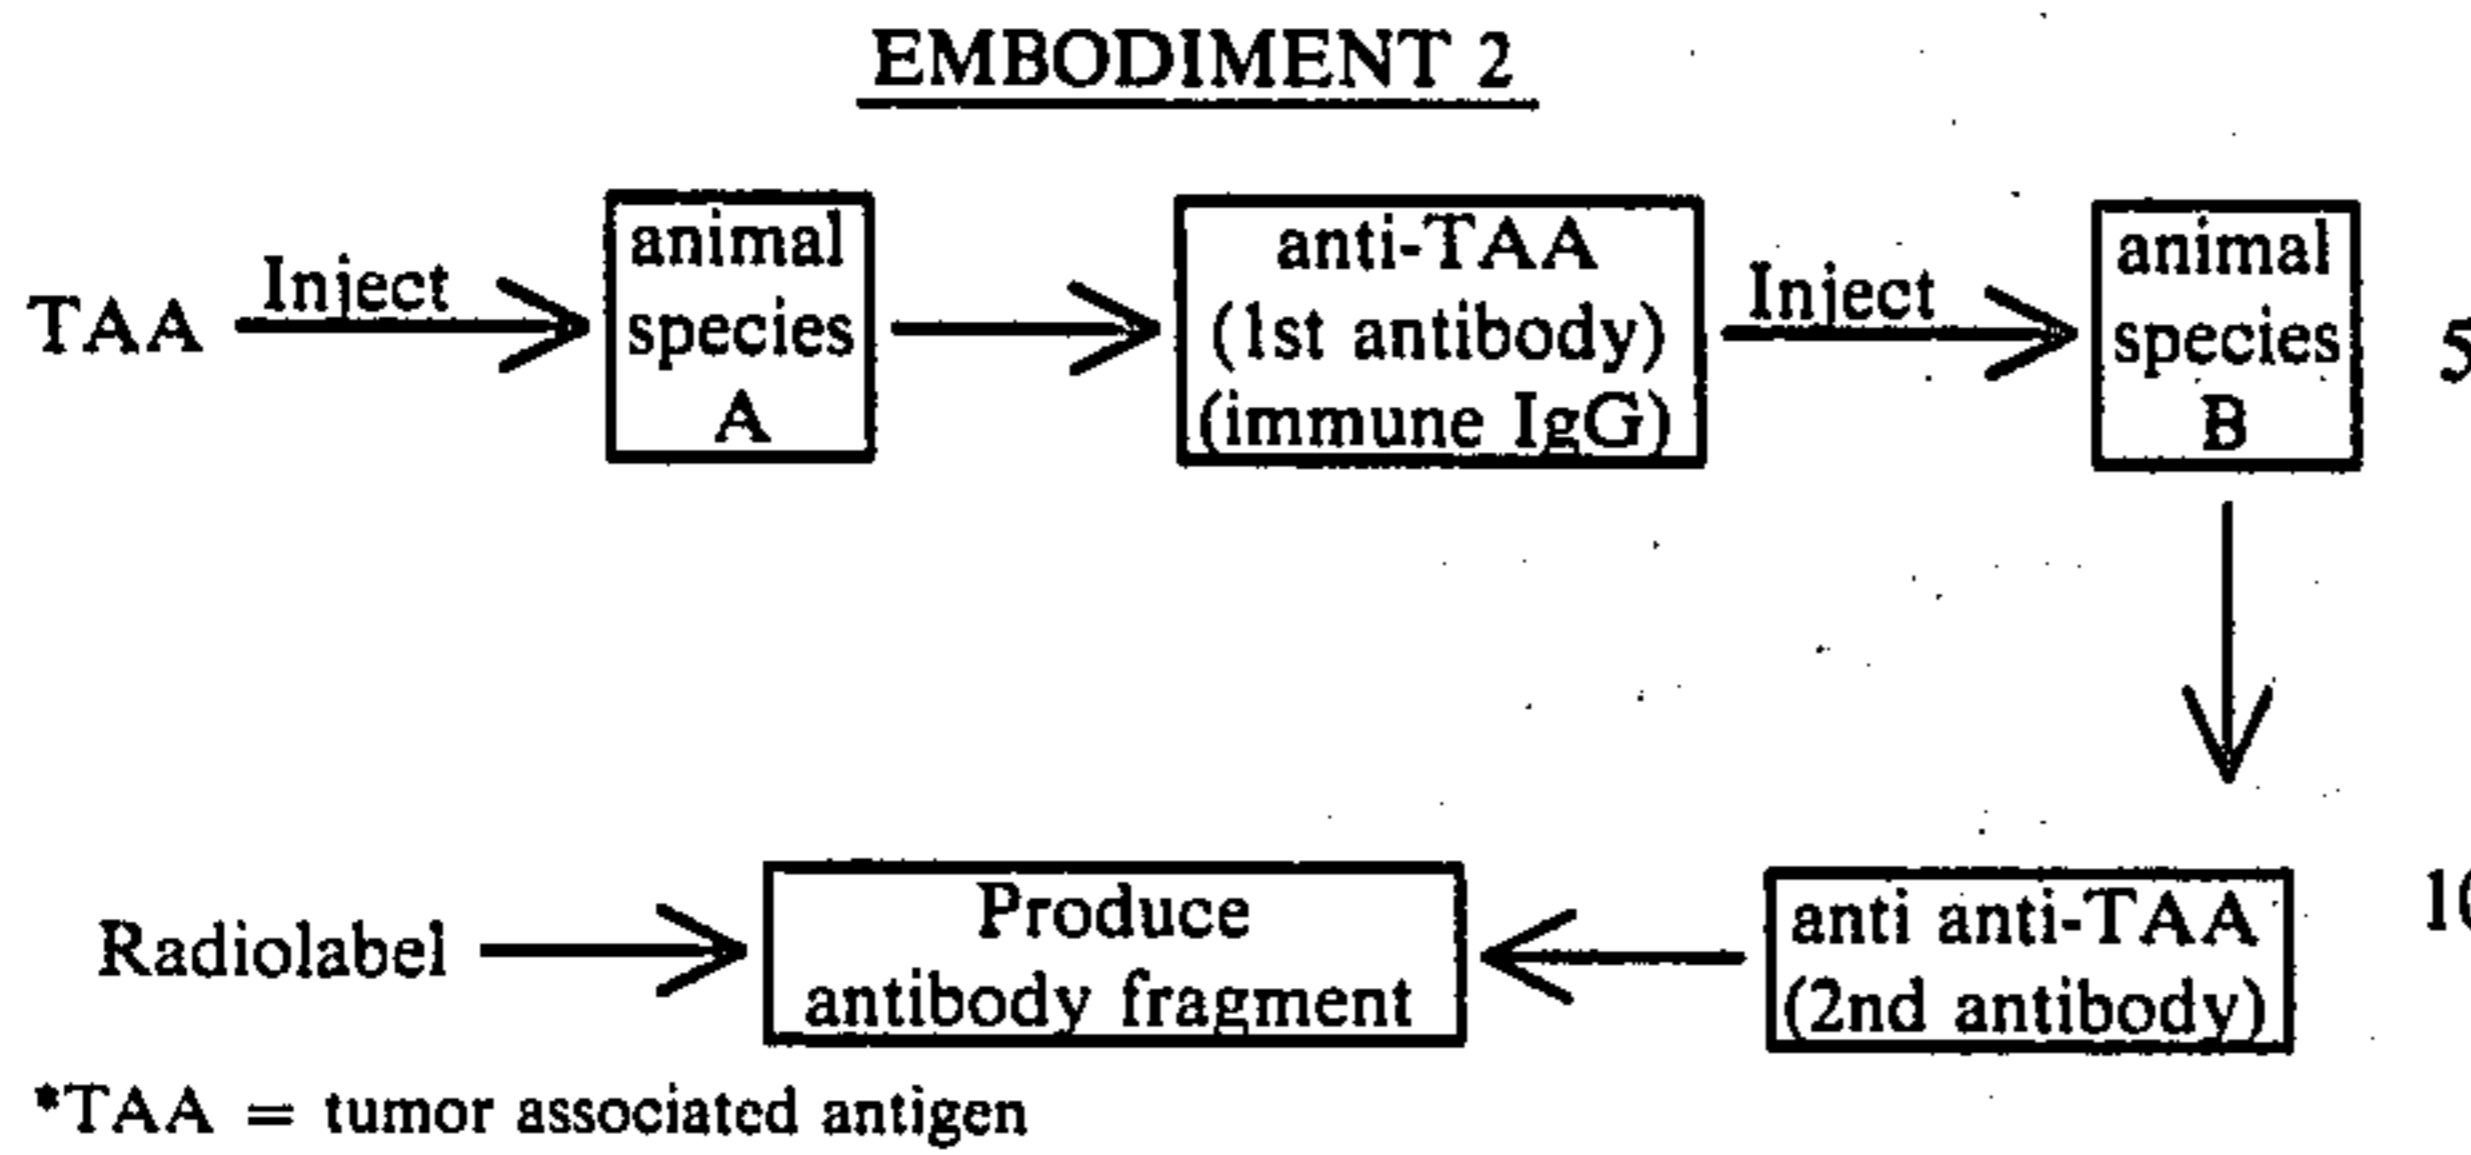 EMBODIMENT 2
TAA
Inject
animal
species
A
anti-TAA
(1st antibody)
(immune IgG)
Inject
animal
species
B
5
Radiolabel
Produce
antibody fragment
anti anti-TAA
(2nd antibody)
*TAA = tumor associated antigen